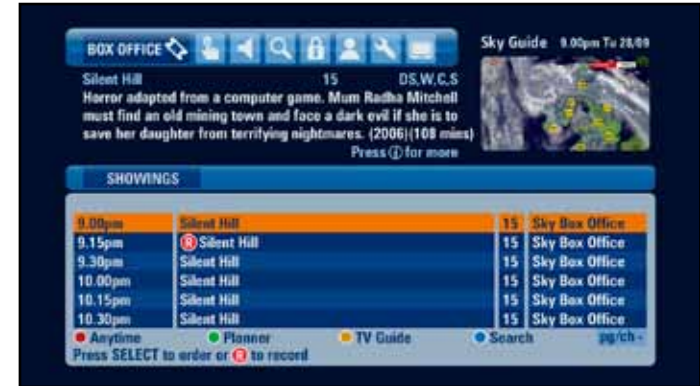 BOX OFFICE
Sky Guide 9.00pm Tu 28/09
Silent Hill 15 DS,W,C,S
Horror adapted from a computer game. Mum Radha Mitchell
must find an old mining town and face a dark evil if she is to
save her daughter from terrifying nightmares. (2006)(108 mins)
Press i for more
SHOWINGS
9.00pm Silent Hill 15 Sky Box Office
9.15pm R Silent Hill 15 Sky Box Office
9.30pm Silent Hill 15 Sky Box Office
10.00pm Silent Hill 15 Sky Box Office
10.15pm Silent Hill 15 Sky Box Office
10.30pm Silent Hill 15 Sky Box Office
Anytime Planner TV Guide Search pg/ch -
Press SELECT to order or R to record